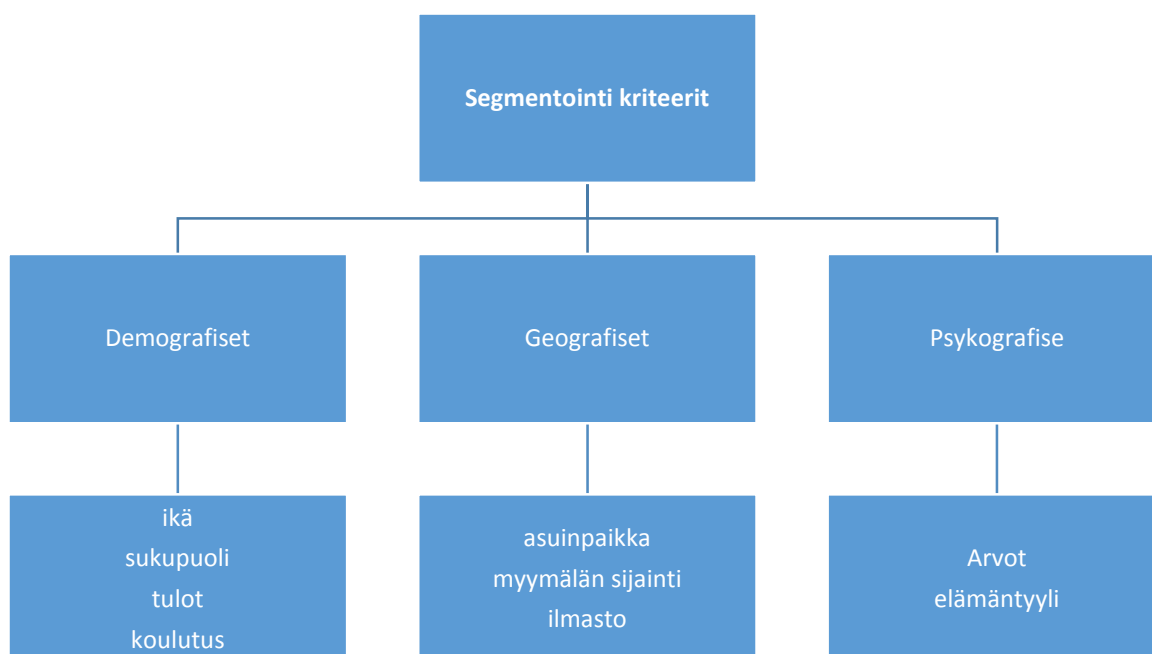 Segmentointi kriteerit
Demografiset
Geografiset
Psykografise
ikä
sukupuoli
tulot
koulutus
asuinpaikka
myymälän sijainti
ilmasto
Arvot
elämäntyyli